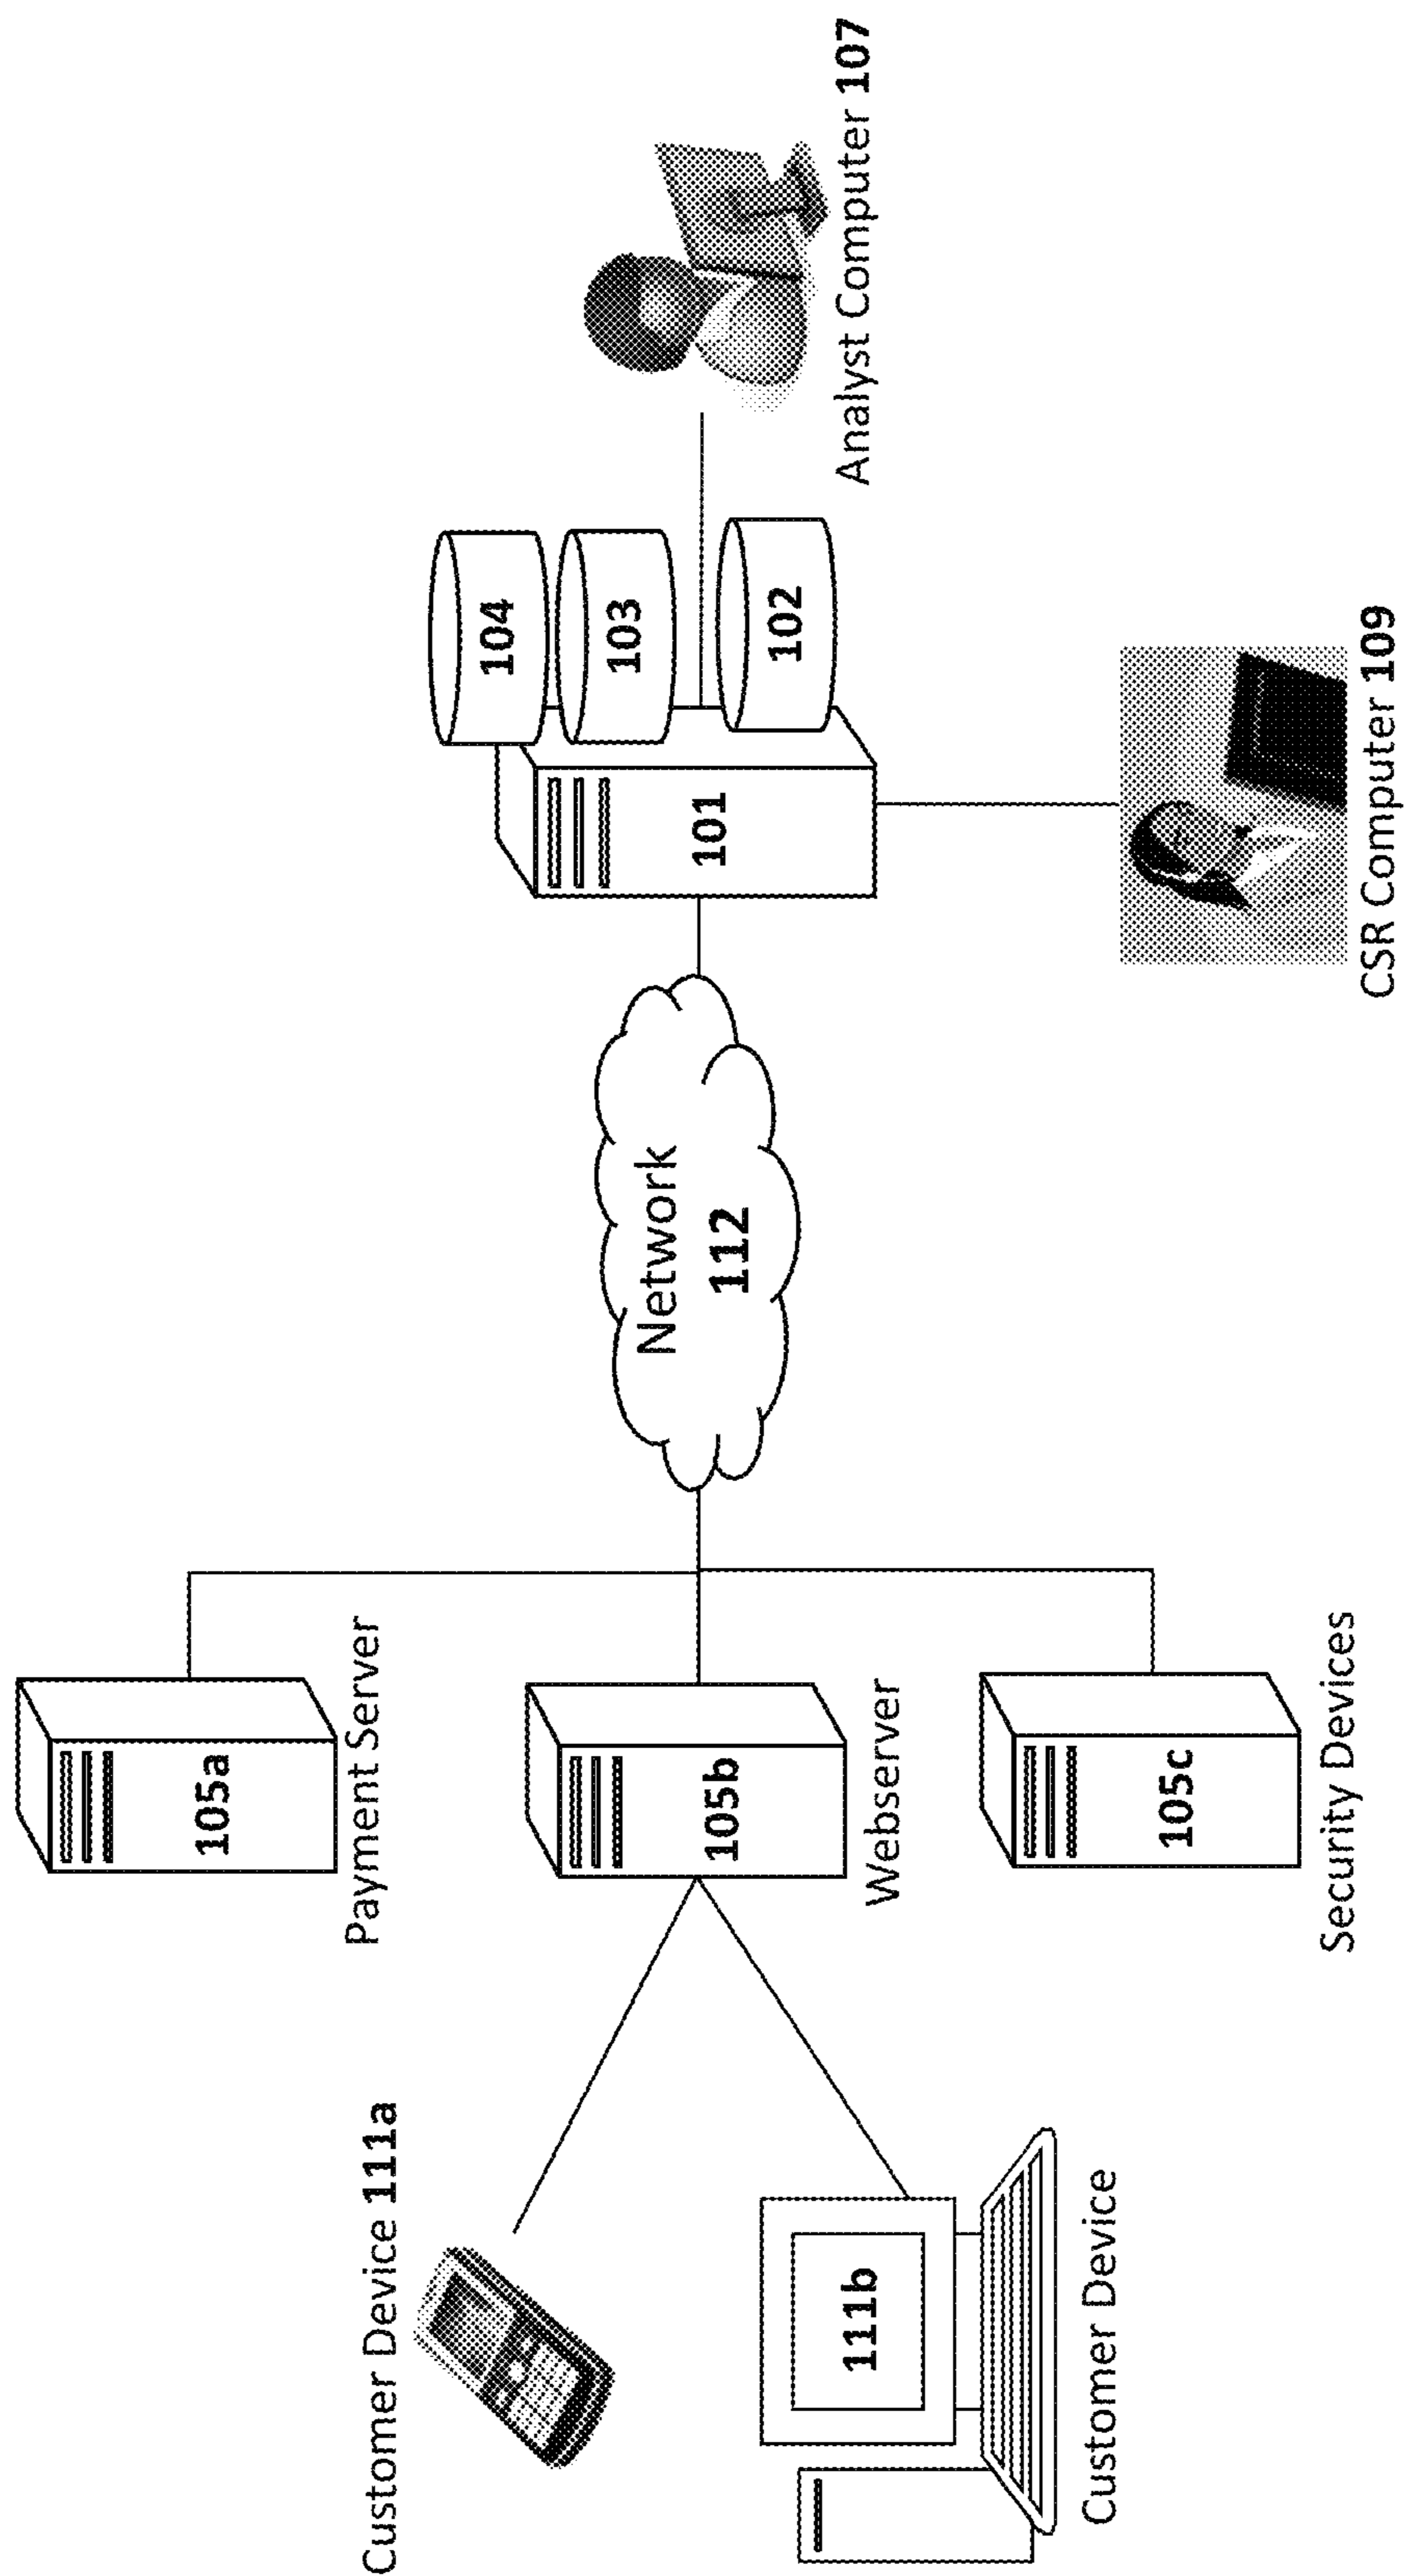 Customer Device 111a
111b
Customer Device
105a
Payment Server
105b
Webserver
105c
Security Devices
Network
112
101
104
103
102
Analyst Computer 107
CSR Computer 109